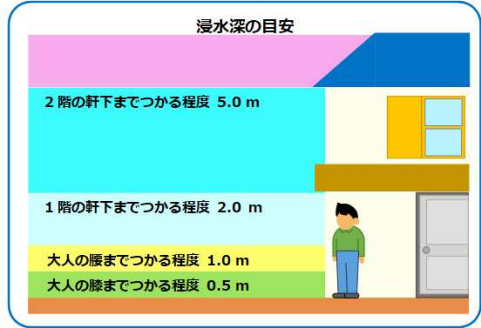 浸水深の目安
2階の軒下までつかる程度 5.0 m
1階の軒下までつかる程度 2.0 m
大人の腰までつかる程度 1.0 m
大人の膝までつかる程度 0.5 m